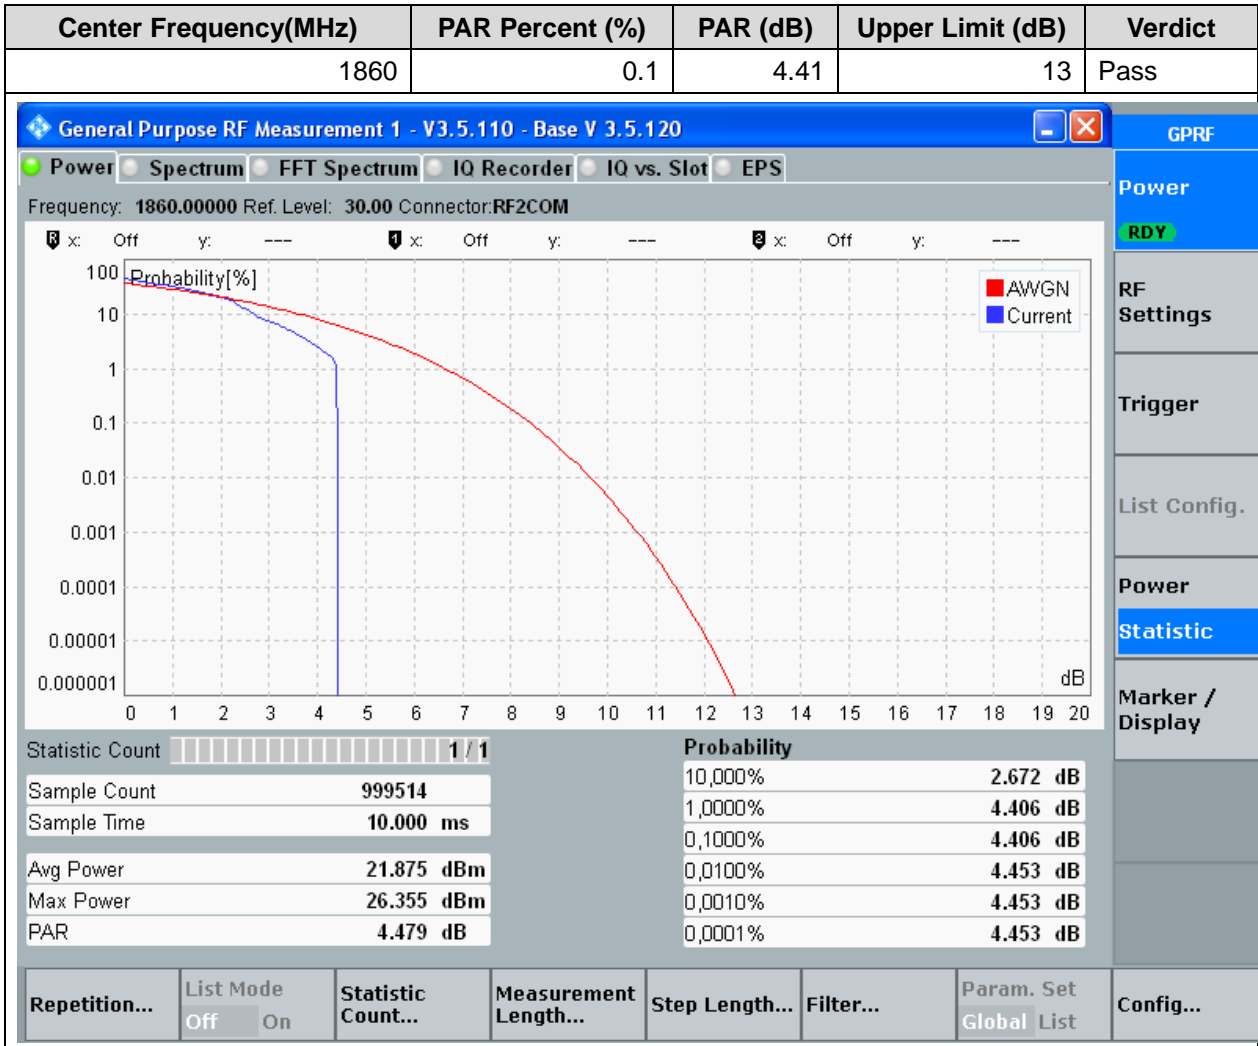 Center Frequency(MHz) PAR Percent (%) PAR (dB) Upper Limit (dB) Verdict
1860 0.1 4.41 13 Pass
General Purpose RF Measurement 1 - V3.5.110 - Base V 3.5.120
GPRF
Power Spectrum FFT Spectrum IQ Recorder IQ vs. Slot EPS
Power
RDY
Frequency: 1860.00000 Ref. Level: 30.00 Connector:RF2COM
R x: Off y: --- 1 x: Off y: --- 2 x: Off y: ---
Probability[%]
100
10
1
0.1
0.01
0.001
0.0001
0.00001
0.000001
AWGN
Current
dB
0 1 2 3 4 5 6 7 8 9 10 11 12 13 14 15 16 17 18 19 20
RF
Settings
Trigger
List Config.
Power
Statistic
Marker /
Display
Statistic Count 1 / 1
Sample Count 999514
Sample Time 10.000 ms
Avg Power 21.875 dBm
Max Power 26.355 dBm
PAR 4.479 dB
Probability
10,000% 2.672 dB
1,0000% 4.406 dB
0,1000% 4.406 dB
0,0100% 4.453 dB
0,0010% 4.453 dB
0,0001% 4.453 dB
Repetition...
List Mode
Off On
Statistic
Count...
Measurement
Length...
Step Length...
Filter...
Param. Set
Global List
Config...